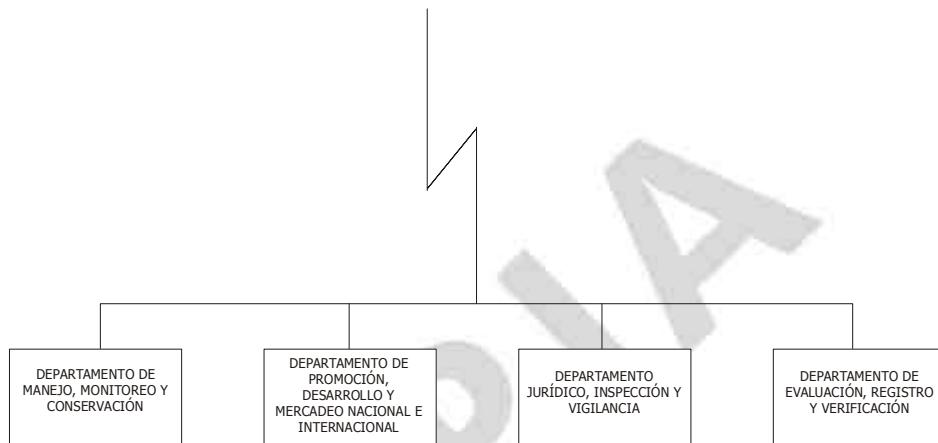 DEPARTAMENTO DE
MANEJO, MONITOREO Y
CONSERVACIÓN
DEPARTAMENTO DE
PROMOCIÓN,
DESARROLLO Y
MERCADEO NACIONAL E
INTERNACIONAL
DEPARTAMENTO
JURÍDICO, INSPECCIÓN Y
VIGILANCIA
DEPARTAMENTO DE
EVALUACIÓN, REGISTRO
Y VERIFICACIÓN
PIA